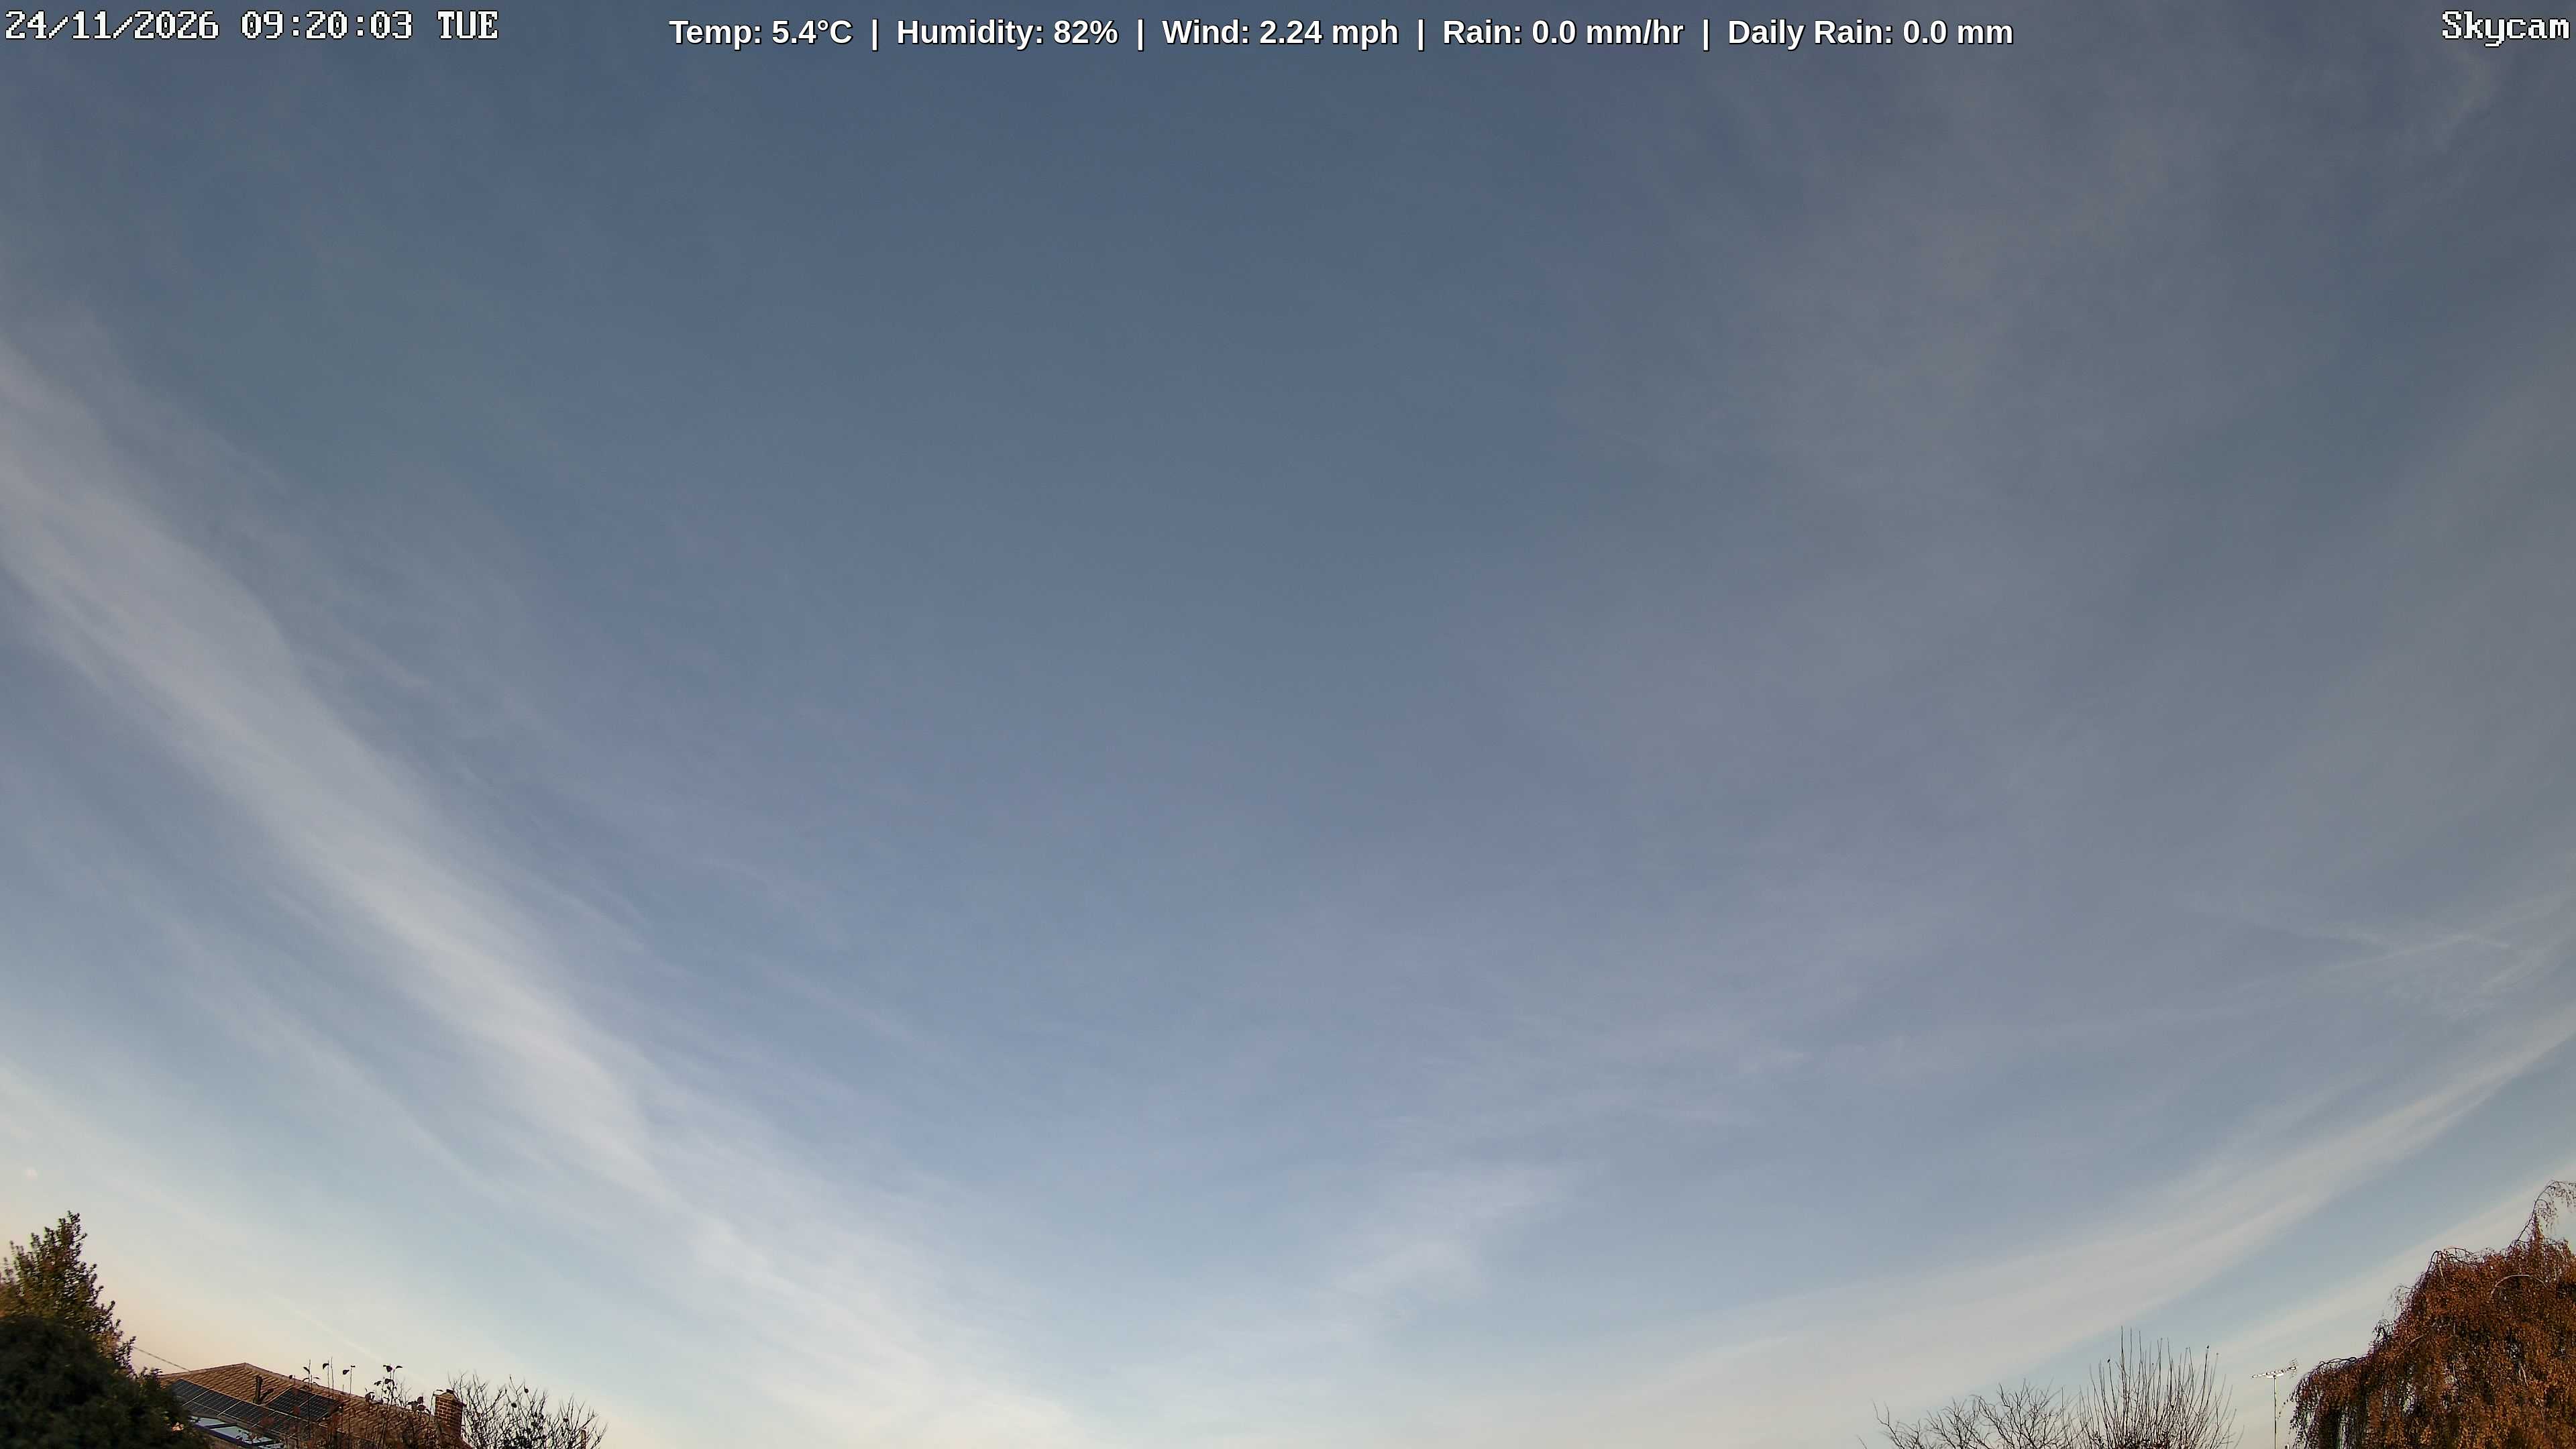 24/11/2026 09:20:03 TUE
Temp: 5.4°C | Humidity: 82% | Wind: 2.24 mph | Rain: 0.0 mm/hr | Daily Rain: 0.0 mm
Skycam